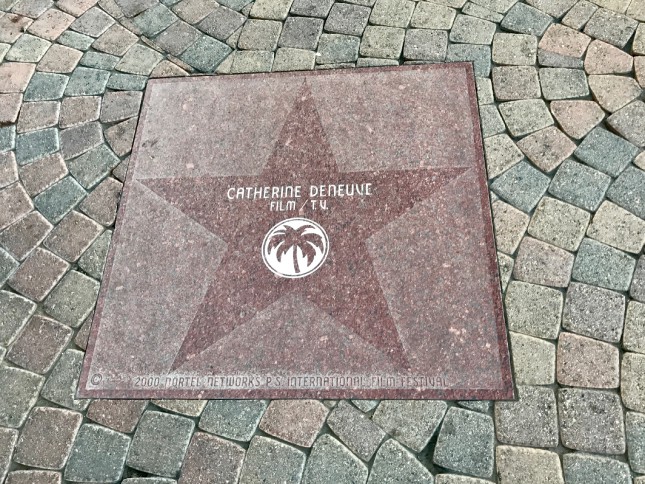 CATHERINE DENEUVE
FILM / T.V.
© 2000 NORTEL NETWORKS P.S. INTERNATIONAL FILM FESTIVAL